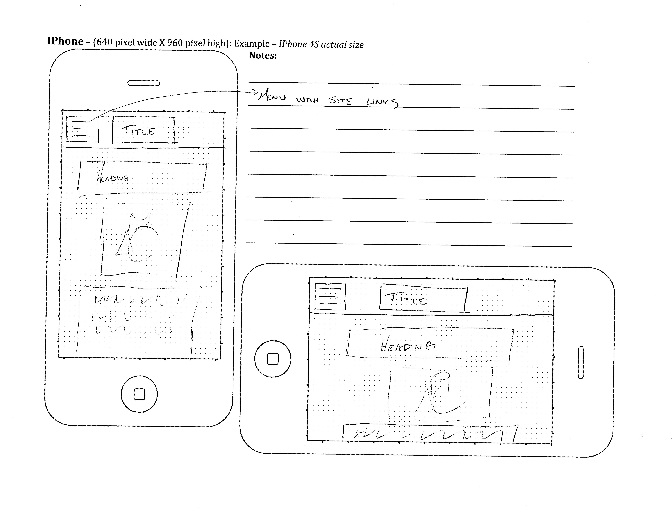 IPhone – (640 pixel wide X 960 pixel high): Example – IPhone 4S actual size
Notes:
MENU WITH SITE LINKS
TITLE
HEADING
TITLE
HEADING